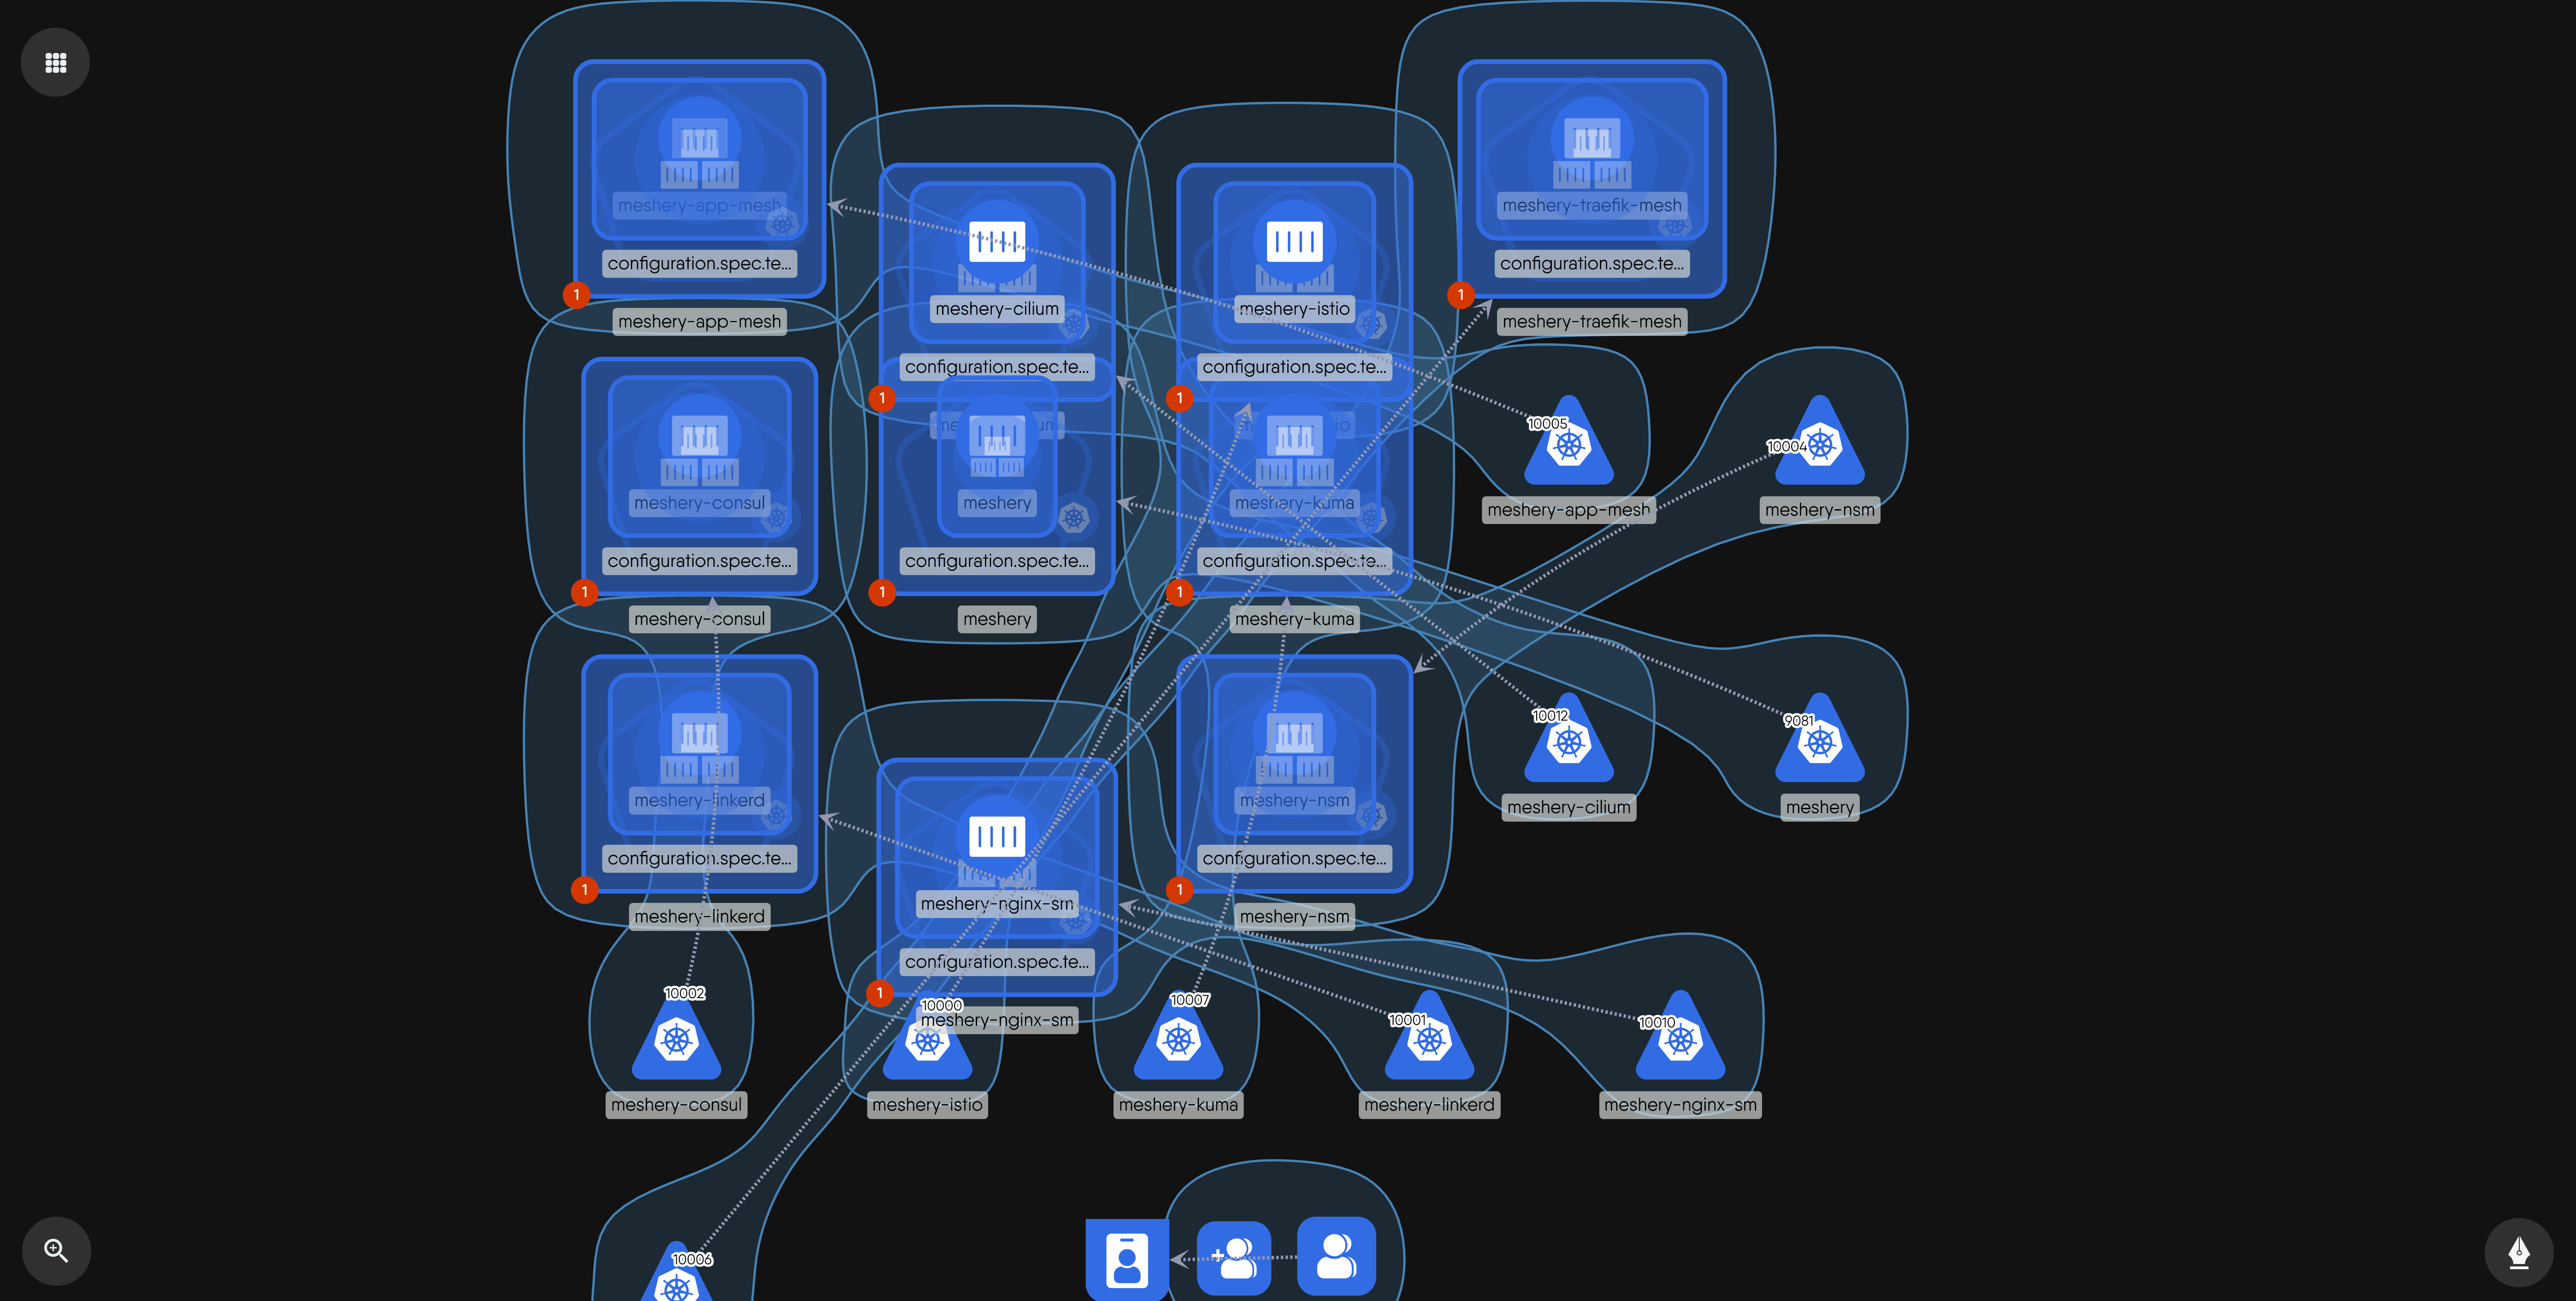 meshery-app-mesh
configuration.spec.te...
1
meshery-app-mesh
meshery-cilium
configuration.spec.te...
1
meshery-istio
configuration.spec.te...
1
meshery-traefik-mesh
configuration.spec.te...
1
meshery-traefik-mesh
meshery-consul
configuration.spec.te...
1
meshery-consul
meshery
configuration.spec.te...
1
meshery
meshery-kuma
configuration.spec.te...
1
meshery-kuma
10005
meshery-app-mesh
10004
meshery-nsm
meshery-linkerd
configuration.spec.te...
1
meshery-linkerd
meshery-nginx-sm
configuration.spec.te...
1
meshery-nginx-sm
meshery-nsm
configuration.spec.te...
1
meshery-nsm
10012
meshery-cilium
9081
meshery
10002
meshery-consul
10000
meshery-istio
10007
meshery-kuma
10001
meshery-linkerd
10010
meshery-nginx-sm
10006